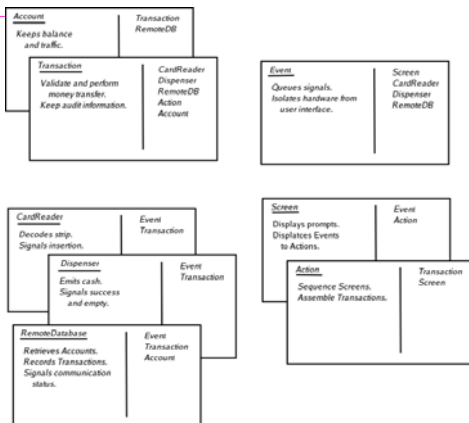 Account
Keeps balance
and traffic.
Transaction
RemoteDB
Transaction
Validate and perform
money transfer.
Keep audit information.
CardReader
Dispenser
RemoteDB
Action
Account
Event
Queues signals.
Isolates hardware from
user interface.
Screen
CardReader
Dispenser
RemoteDB
CardReader
Decodes strip.
Signals insertion.
Event
Transaction
Dispenser
Emits cash.
Signals success
and empty.
Event
Transaction
RemoteDatabase
Retrieves Accounts.
Records Transactions.
Signals communication
status.
Event
Transaction
Account
Screen
Displays prompts.
Displatces Events
to Actions.
Event
Action
Action
Sequence Screens.
Assemble Transactions.
Transaction
Screen